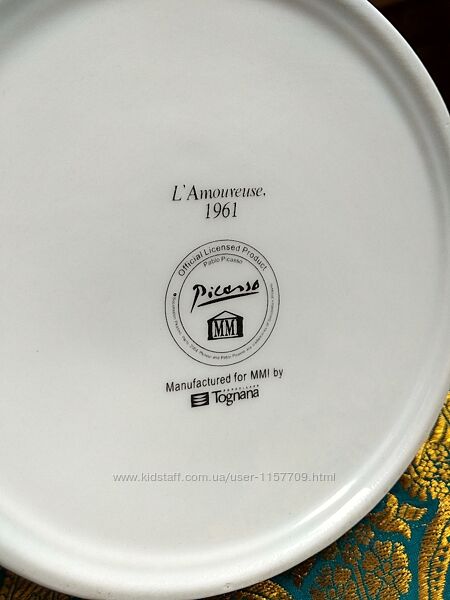 L'Amouveuse,
1961
Official Licensed Product
Pablo Picasso
Picasso
MM
Manufactured for MMI by
Tognana
www.kidstaff.com.ua/user-1157709.html